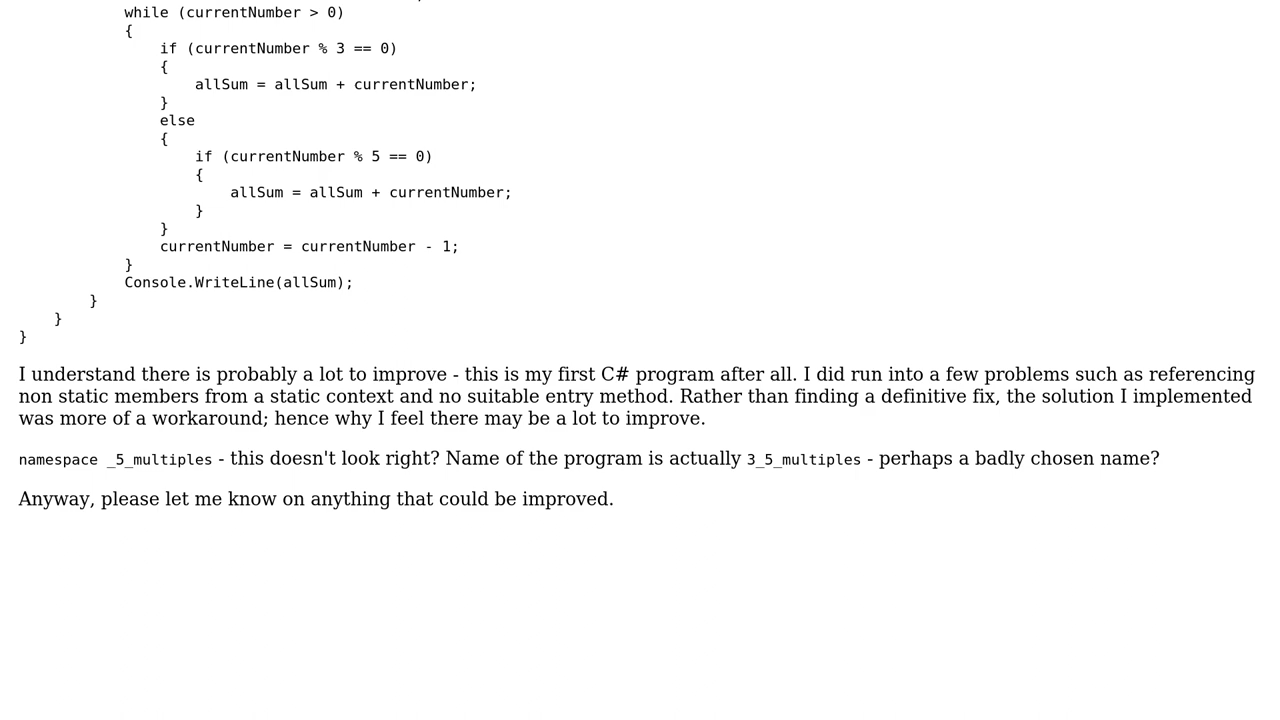 while (currentNumber > 0)
{
if (currentNumber % 3 == 0)
{
allSum = allSum + currentNumber;
}
else
{
if (currentNumber % 5 == 0)
{
allSum = allSum + currentNumber;
}
}
currentNumber = currentNumber - 1;
}
Console.WriteLine(allSum);
}
}
}
I understand there is probably a lot to improve - this is my first C# program after all. I did run into a few problems such as referencing
non static members from a static context and no suitable entry method. Rather than finding a definitive fix, the solution I implemented
was more of a workaround; hence why I feel there may be a lot to improve.
namespace _5_multiples - this doesn't look right? Name of the program is actually 3_5_multiples - perhaps a badly chosen name?
Anyway, please let me know on anything that could be improved.